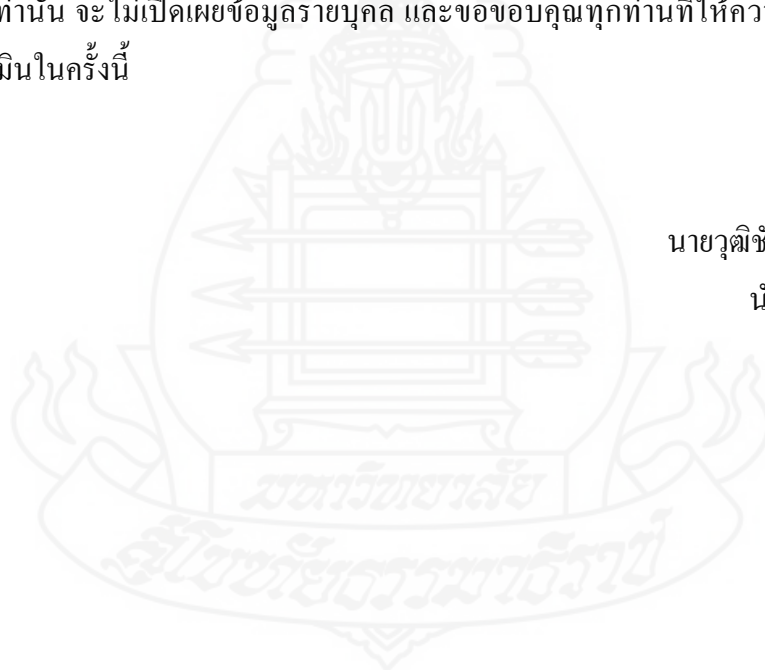 ท่านั้น จะไม่เปิดเผยข้อมูลรายบุคล และขอขอบคุณทุกท่านที่ให้ควา
มินในครั้งนี้
นายวุฒิชั
นั
มหาวิทยาลัย
สุโขทัยธรรมาธิราช